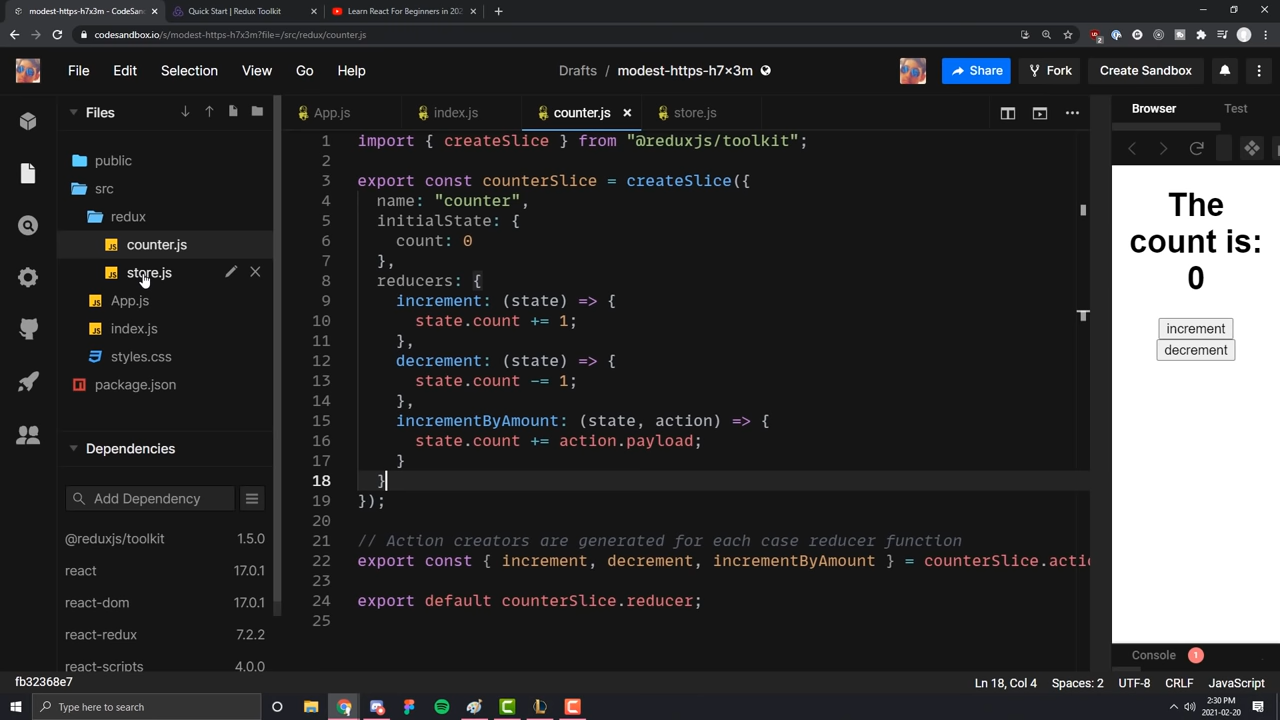 modest-https-h7x3m - CodeSan
Quick Start | Redux Toolkit
Learn React For Beginners in 202
codesandbox.io/s/modest-https-h7x3m?file=/src/redux/counter.js
File Edit Selection View Go Help
Drafts / modest-https-h7x3m
Share Fork Create Sandbox
Files
public
src
redux
counter.js
store.js
App.js
index.js
styles.css
package.json
Dependencies
Add Dependency
@reduxjs/toolkit 1.5.0
react 17.0.1
react-dom 17.0.1
react-redux 7.2.2
react-scripts 4.0.0
App.js index.js counter.js store.js
1 import { createSlice } from "@reduxjs/toolkit";
2
3 export const counterSlice = createSlice({
4 name: "counter",
5 initialState: {
6 count: 0
7 },
8 reducers: {
9 increment: (state) => {
10 state.count += 1;
11 },
12 decrement: (state) => {
13 state.count -= 1;
14 },
15 incrementByAmount: (state, action) => {
16 state.count += action.payload;
17 }
18 }
19 });
20
21 // Action creators are generated for each case reducer function
22 export const { increment, decrement, incrementByAmount } = counterSlice.actio
23
24 export default counterSlice.reducer;
25
Browser Test
The
count is:
0
increment
decrement
Console 1
fb32368e7
Ln 18, Col 4 Spaces: 2 UTF-8 CRLF JavaScript
Type here to search
2:30 PM
2021-02-20